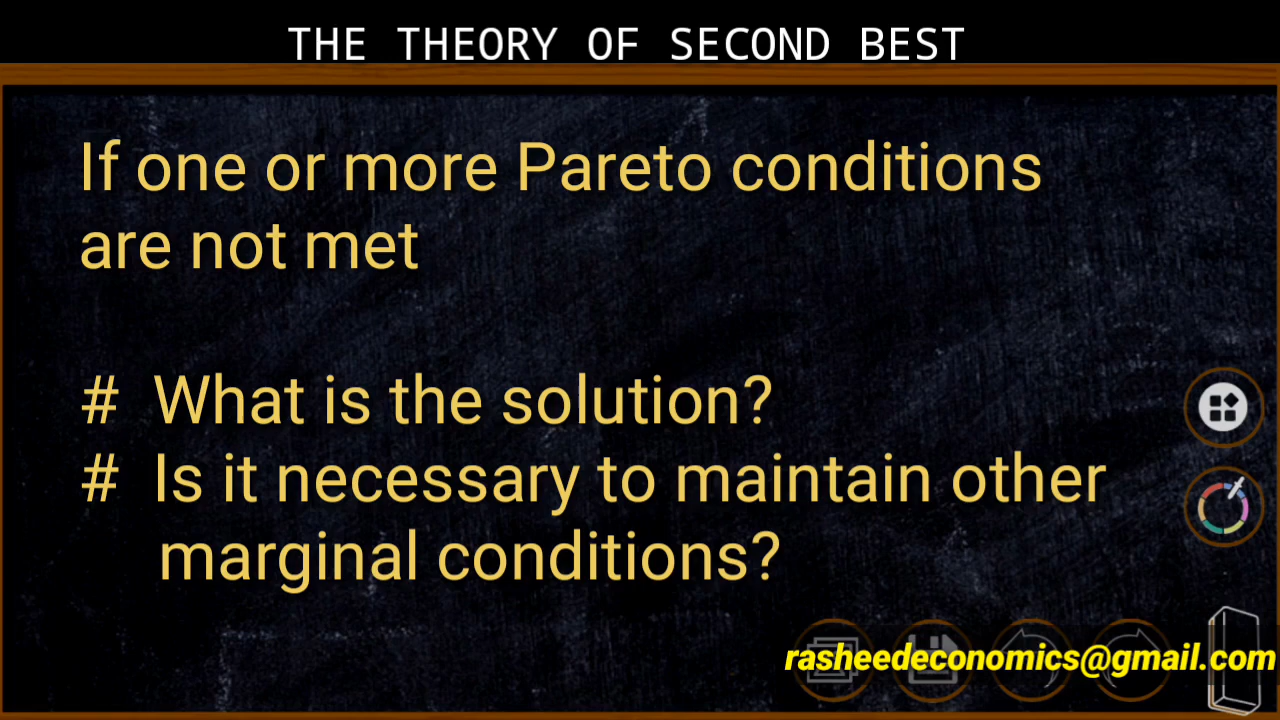 THE THEORY OF SECOND BEST
If one or more Pareto conditions
are not met
# What is the solution?
# Is it necessary to maintain other
marginal conditions?
rasheedeconomics@gmail.com